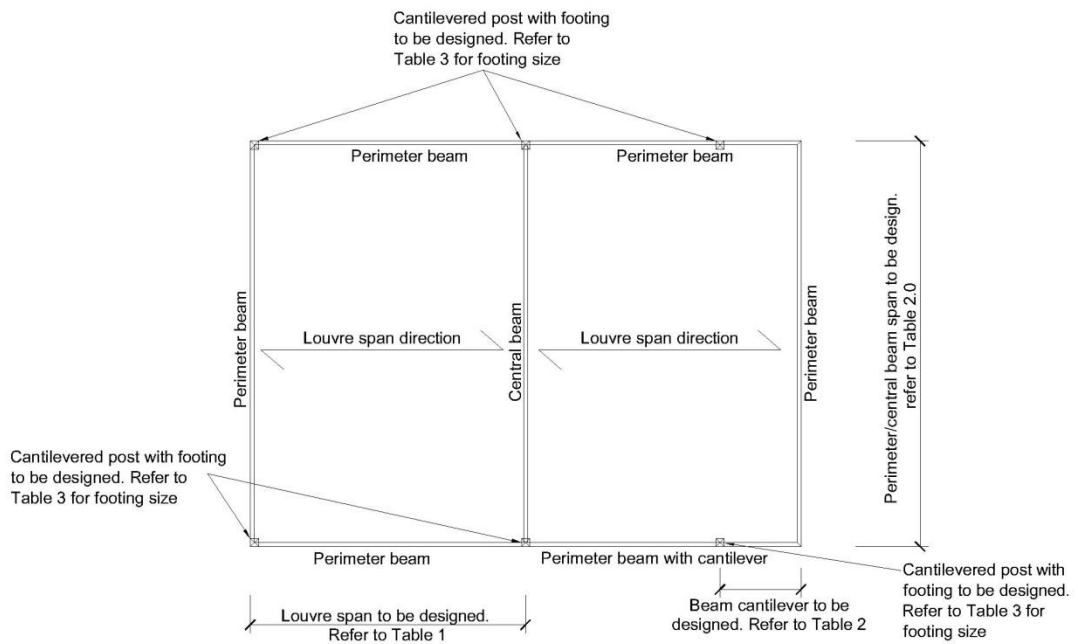 Cantilevered post with footing
to be designed. Refer to
Table 3 for footing size
Perimeter beam
Perimeter beam
Perimeter beam
Louvre span direction
Central beam
Louvre span direction
Perimeter beam
Perimeter/central beam span to be design.
refer to Table 2.0
Cantilevered post with footing
to be designed. Refer to
Table 3 for footing size
Perimeter beam
Perimeter beam with cantilever
Louvre span to be designed.
Refer to Table 1
Beam cantilever to be
designed. Refer to Table 2
Cantilevered post with
footing to be designed.
Refer to Table 3 for
footing size